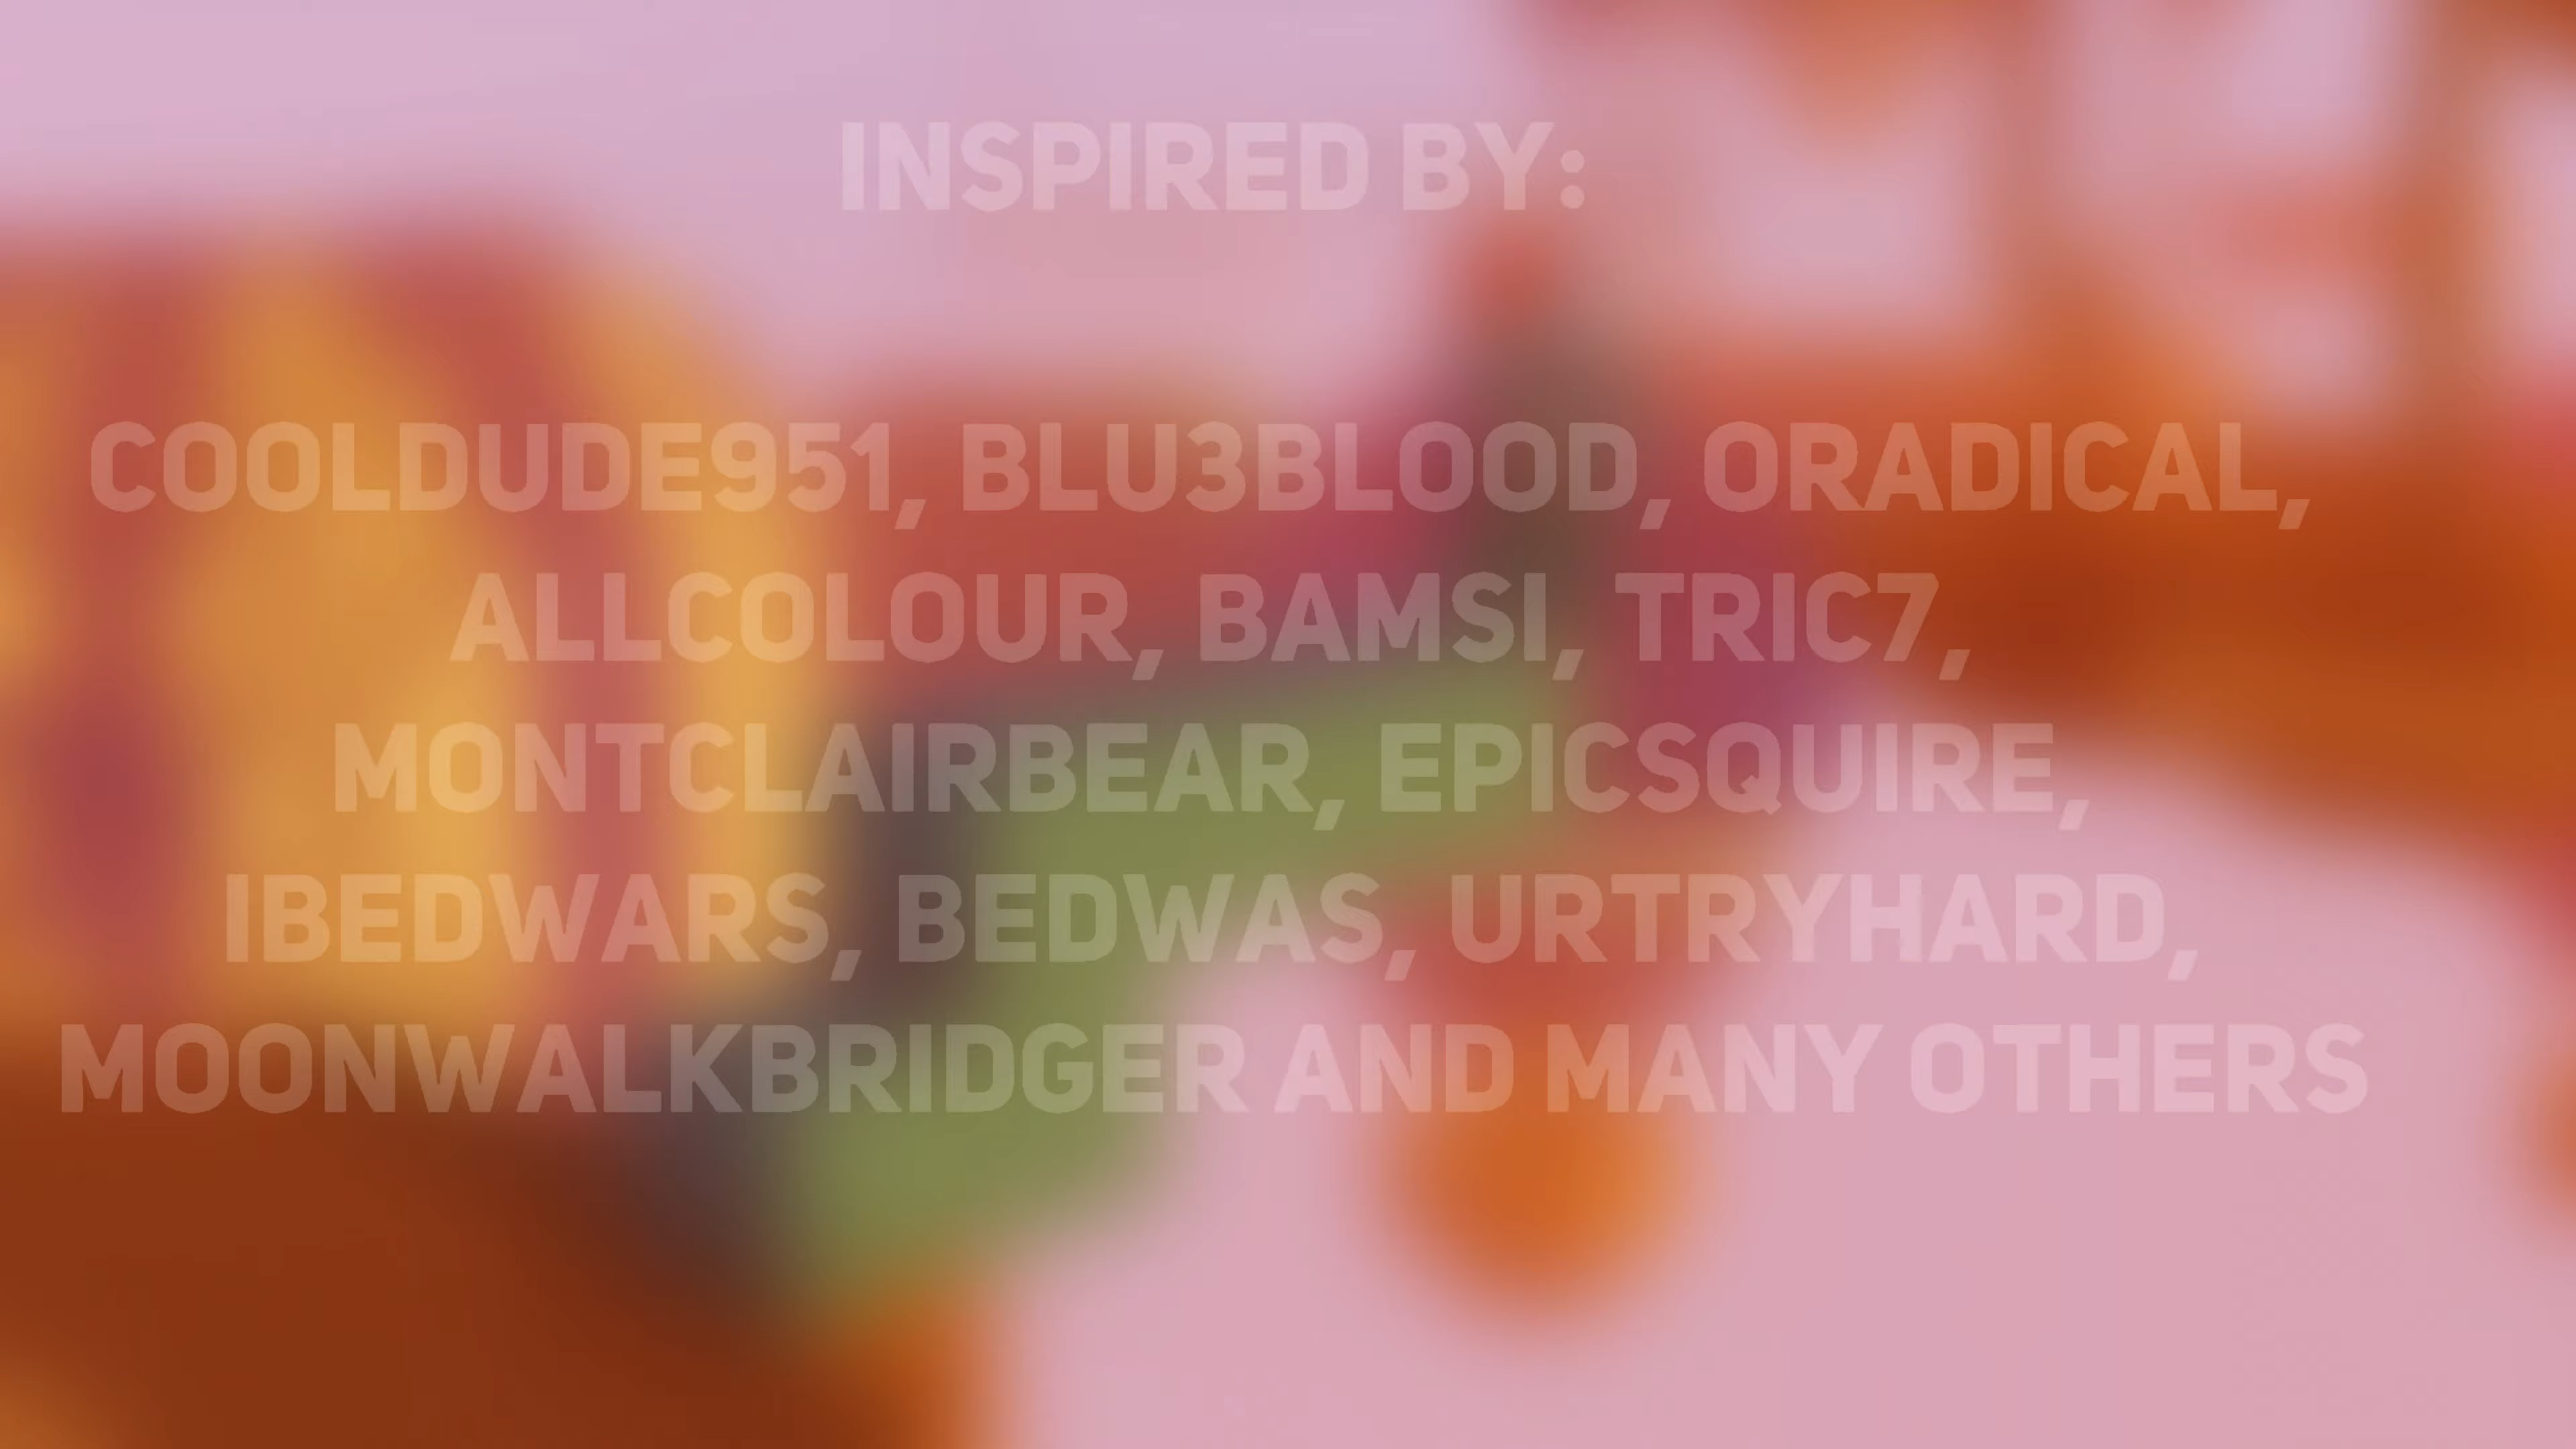 INSPIRED BY:
COOLDUDE951, BLU3BLOOD, ORADICAL,
ALLCOLOUR, BAMSI, TRIC7,
MONTCLAIRBEAR, EPICSQUIRE,
IBEDWARS, BEDWAS, URTRYHARD,
MOONWALKBRIDGER AND MANY OTHERS